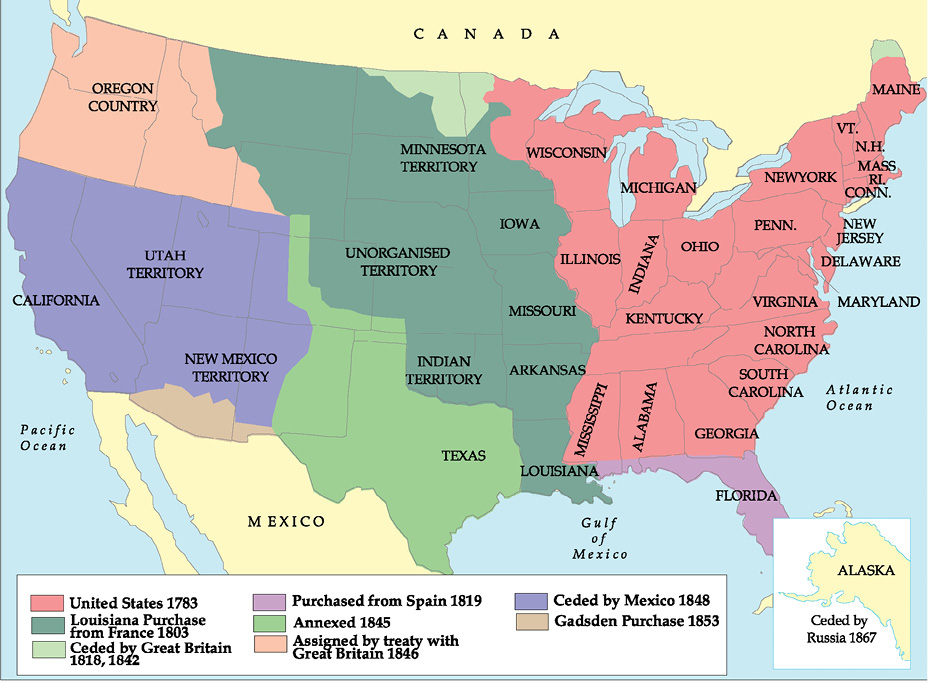 C A N A D A
OREGON
COUNTRY
MAINE
VT.
N.H.
MASS.
RI.
CONN.
NEWYORK
MINNESOTA
TERRITORY
WISCONSIN
MICHIGAN
IOWA
PENN.
NEW
JERSEY
DELAWARE
MARYLAND
UTAH
TERRITORY
UNORGANISED
TERRITORY
ILLINOIS
INDIANA
OHIO
CALIFORNIA
MISSOURI
KENTUCKY
VIRGINIA
NORTH
CAROLINA
NEW MEXICO
TERRITORY
INDIAN
TERRITORY
ARKANSAS
SOUTH
CAROLINA
Atlantic
Ocean
Pacific
Ocean
MISSISSIPPI
ALABAMA
GEORGIA
TEXAS
LOUISIANA
FLORIDA
MEXICO
Gulf
of
Mexico
ALASKA
Ceded by
Russia 1867
United States 1783
Louisiana Purchase
from France 1803
Ceded by Great Britain
1818, 1842
Purchased from Spain 1819
Annexed 1845
Assigned by treaty with
Great Britain 1846
Ceded by Mexico 1848
Gadsden Purchase 1853